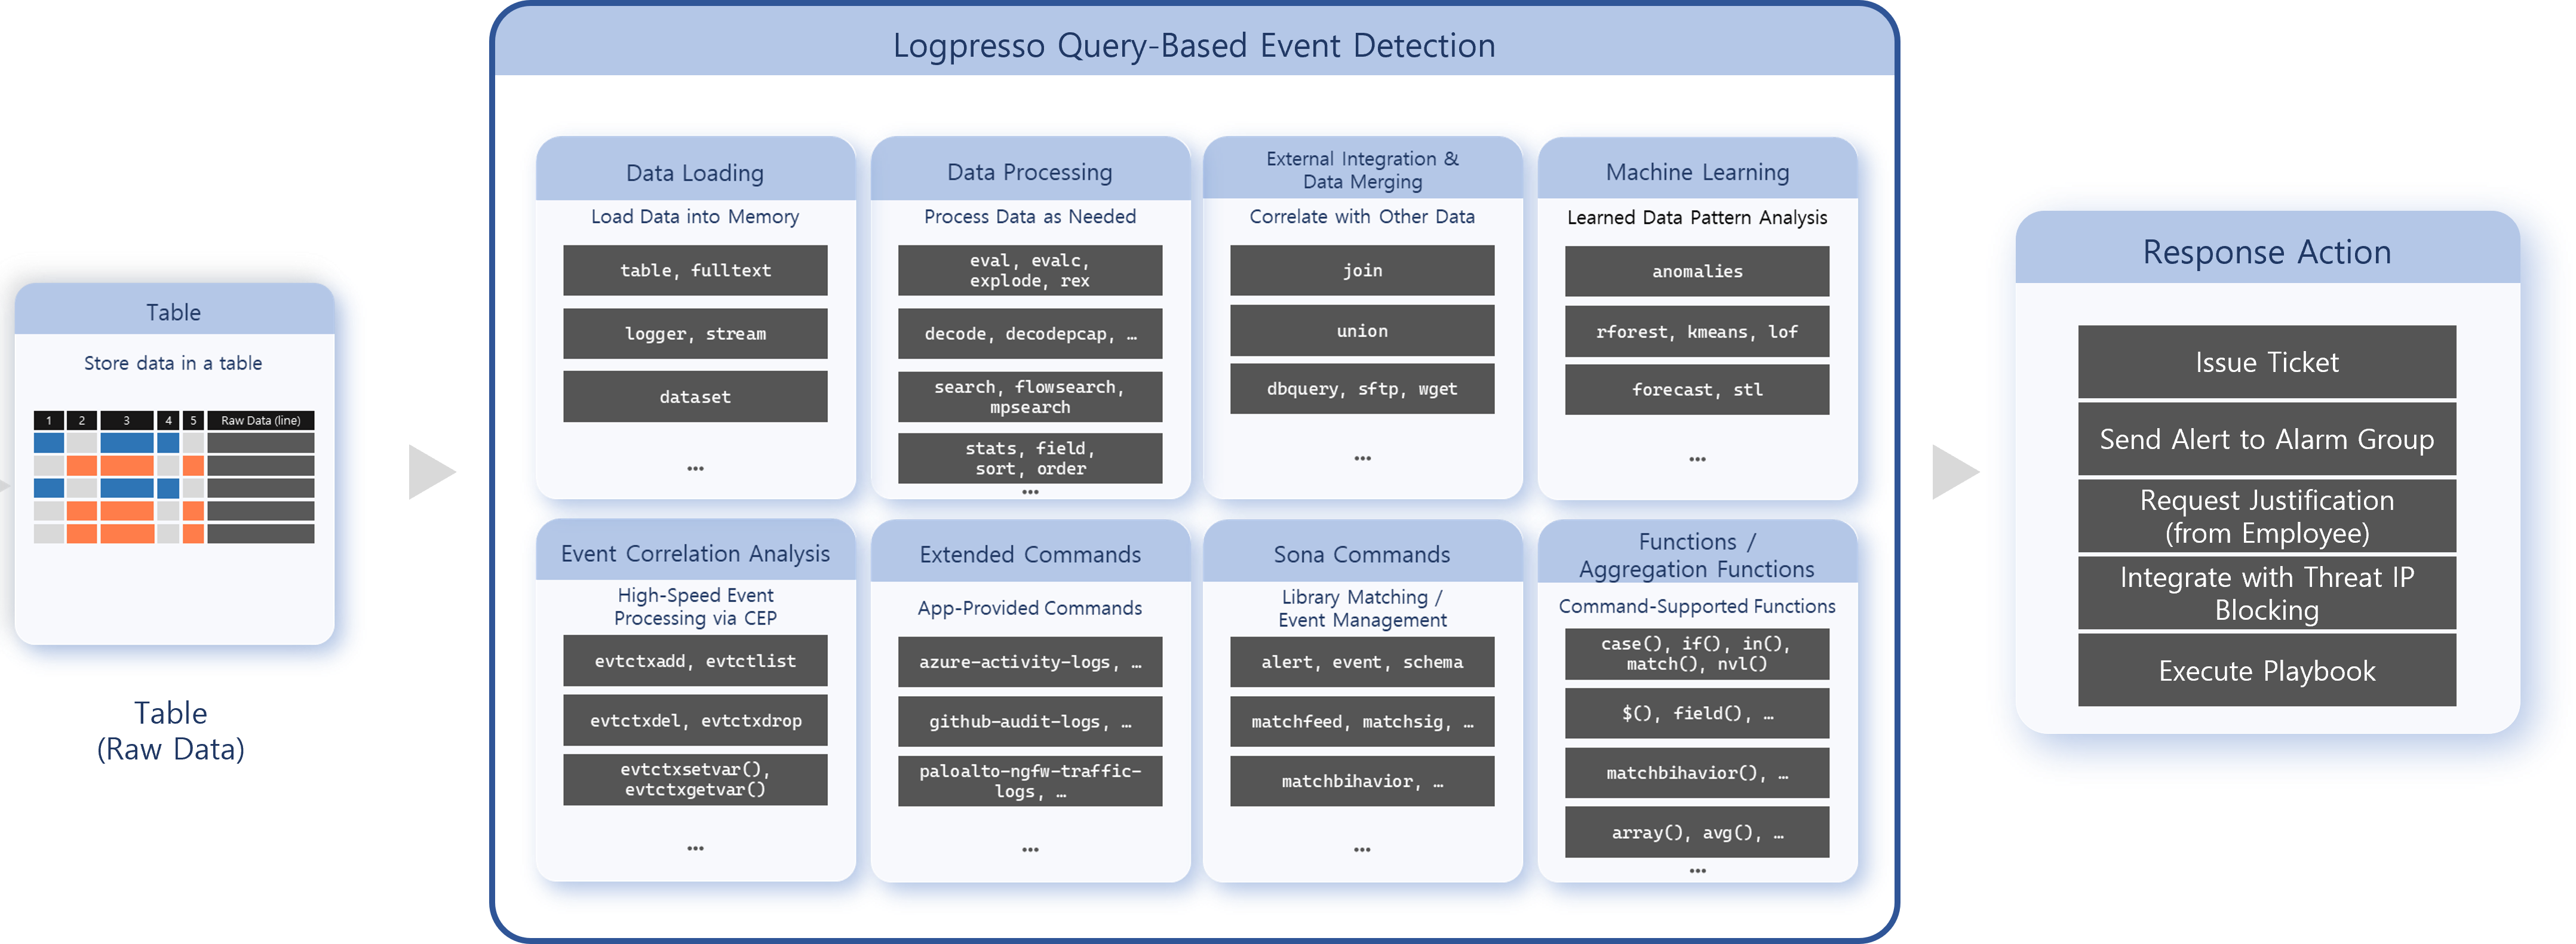 Logpresso Query-Based Event Detection
Table
Store data in a table
1 2 3 4 5 Raw Data (line)
Table
(Raw Data)
Data Loading
Load Data into Memory
table, fulltext
logger, stream
dataset
...
Data Processing
Process Data as Needed
eval, evalc,
explode, rex
decode, decodepcap, …
search, flowsearch,
mpsearch
stats, field,
sort, order
...
External Integration &
Data Merging
Correlate with Other Data
join
union
dbquery, sftp, wget
...
Machine Learning
Learned Data Pattern Analysis
anomalies
rforest, kmeans, lof
forecast, stl
...
Event Correlation Analysis
High-Speed Event
Processing via CEP
evtctxadd, evtctlist
evtctxdel, evtctxdrop
evtctxsetvar(),
evtctxgetvar()
...
Extended Commands
App-Provided Commands
azure-activity-logs, …
github-audit-logs, …
paloalto-ngfw-traffic-
logs, …
...
Sona Commands
Library Matching /
Event Management
alert, event, schema
matchfeed, matchsig, …
matchbihavior, …
...
Functions /
Aggregation Functions
Command-Supported Functions
case(), if(), in(),
match(), nvl()
$(), field(), …
matchbihavior(), …
array(), avg(), …
...
Response Action
Issue Ticket
Send Alert to Alarm Group
Request Justification
(from Employee)
Integrate with Threat IP
Blocking
Execute Playbook